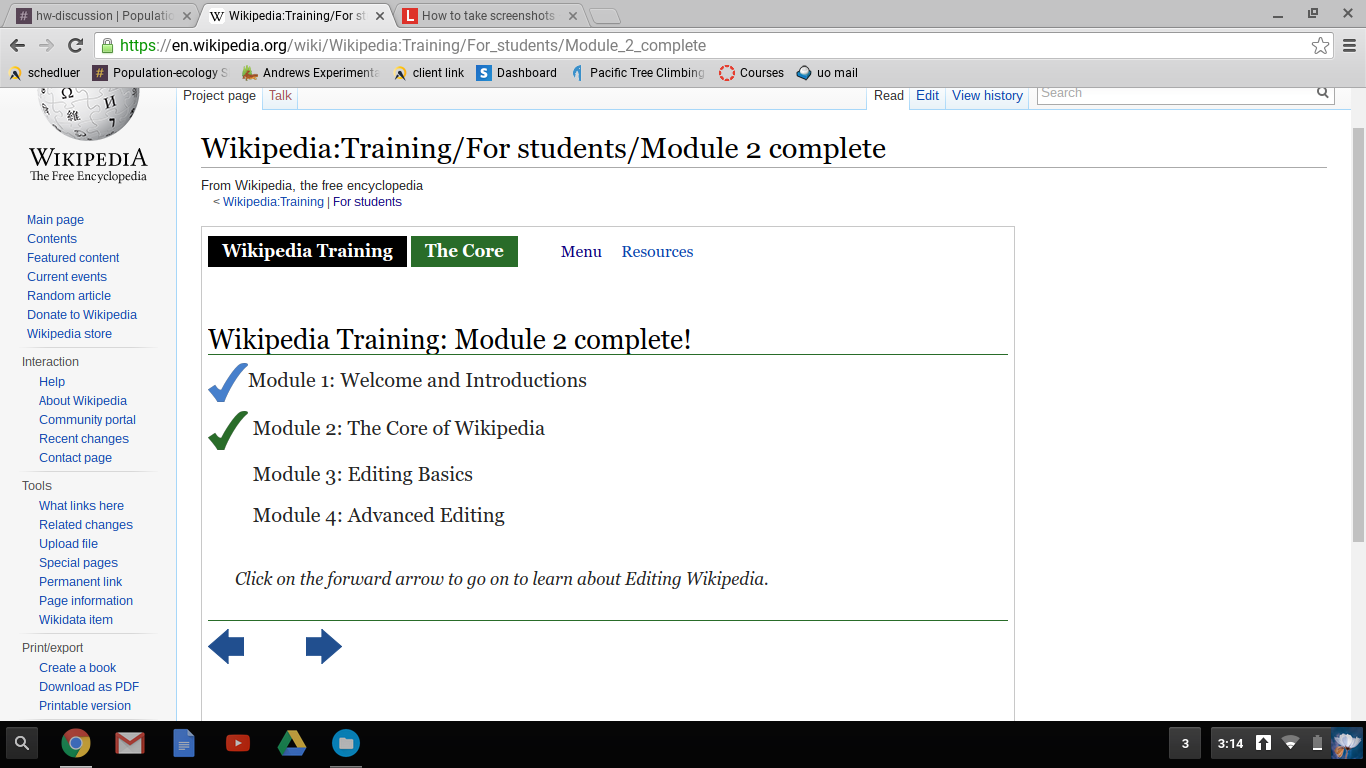 hw-discussion | Populatio
Wikipedia:Training/For st
How to take screenshots
https://en.wikipedia.org/wiki/Wikipedia:Training/For_students/Module_2_complete
schedluer
Population-ecology S
Andrews Experimenta
client link
Dashboard
Pacific Tree Climbing
Courses
uo mail
Project page Talk
Read Edit View history
Search
Ω
И
雜
WIKIPEDIA
The Free Encyclopedia
Main page
Contents
Featured content
Current events
Random article
Donate to Wikipedia
Wikipedia store
Interaction
Help
About Wikipedia
Community portal
Recent changes
Contact page
Tools
What links here
Related changes
Upload file
Special pages
Permanent link
Page information
Wikidata item
Print/export
Create a book
Download as PDF
Printable version
Wikipedia:Training/For students/Module 2 complete
From Wikipedia, the free encyclopedia
< Wikipedia:Training | For students
Wikipedia Training The Core Menu Resources
Wikipedia Training: Module 2 complete!
Module 1: Welcome and Introductions
Module 2: The Core of Wikipedia
Module 3: Editing Basics
Module 4: Advanced Editing
Click on the forward arrow to go on to learn about Editing Wikipedia.
3
3:14